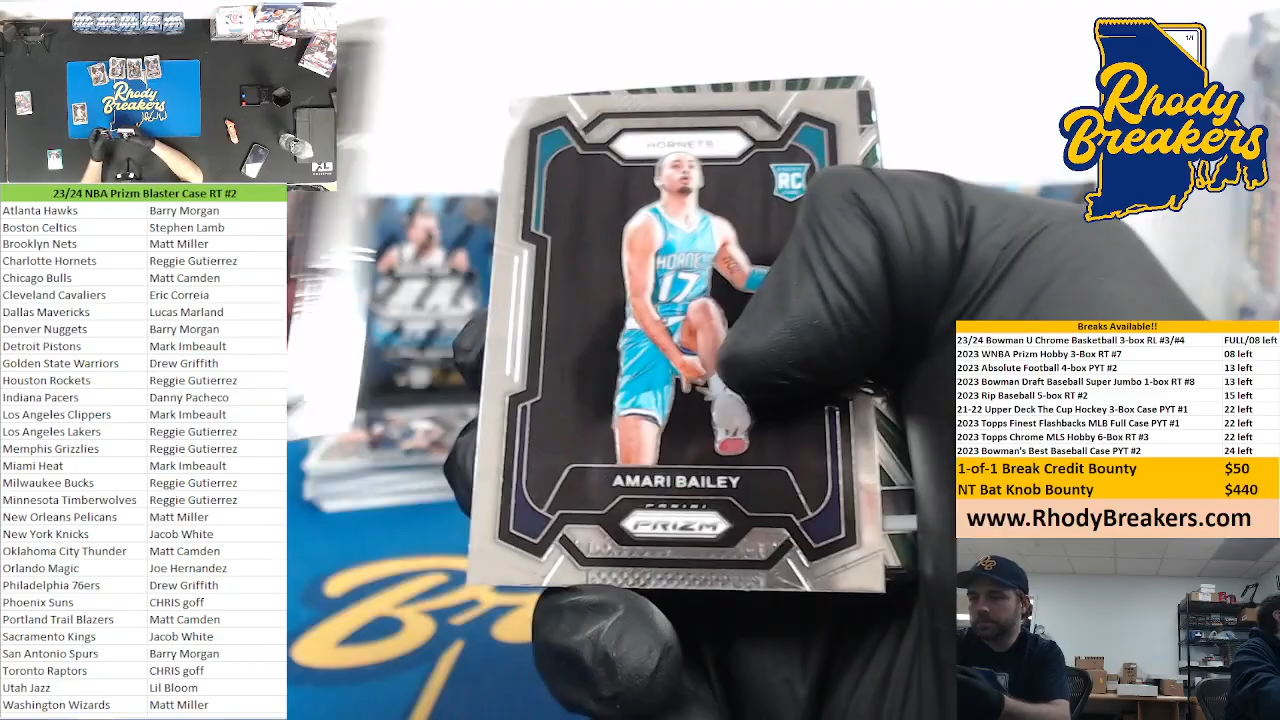 Rhody
Breakers
XL
23/24 NBA Prizm Blaster Case RT #2
Atlanta Hawks Barry Morgan
Boston Celtics Stephen Lamb
Brooklyn Nets Matt Miller
Charlotte Hornets Reggie Gutierrez
Chicago Bulls Matt Camden
Cleveland Cavaliers Eric Correia
Dallas Mavericks Lucas Marland
Denver Nuggets Barry Morgan
Detroit Pistons Mark Imbeault
Golden State Warriors Drew Griffith
Houston Rockets Reggie Gutierrez
Indiana Pacers Danny Pacheco
Los Angeles Clippers Mark Imbeault
Los Angeles Lakers Reggie Gutierrez
Memphis Grizzlies Reggie Gutierrez
Miami Heat Mark Imbeault
Milwaukee Bucks Reggie Gutierrez
Minnesota Timberwolves Reggie Gutierrez
New Orleans Pelicans Matt Miller
New York Knicks Jacob White
Oklahoma City Thunder Matt Camden
Orlando Magic Joe Hernandez
Philadelphia 76ers Drew Griffith
Phoenix Suns CHRIS goff
Portland Trail Blazers Matt Camden
Sacramento Kings Jacob White
San Antonio Spurs Barry Morgan
Toronto Raptors CHRIS goff
Utah Jazz Lil Bloom
Washington Wizards Matt Miller
HORNETS
RC
HORNETS
17
AMARI BAILEY
PANINI
PRIZM
Br
1/1
Rhody
Breakers
Breaks Available!!
23/24 Bowman U Chrome Basketball 3-box RL #3/#4 FULL/08 left
2023 WNBA Prizm Hobby 3-Box RT #7 08 left
2023 Absolute Football 4-box PYT #2 13 left
2023 Bowman Draft Baseball Super Jumbo 1-box RT #8 13 left
2023 Rip Baseball 5-box RT #2 15 left
21-22 Upper Deck The Cup Hockey 3-Box Case PYT #1 22 left
2023 Topps Finest Flashbacks MLB Full Case PYT #1 22 left
2023 Topps Chrome MLS Hobby 6-Box RT #3 22 left
2023 Bowman's Best Baseball Case PYT #2 24 left
1-of-1 Break Credit Bounty $50
NT Bat Knob Bounty $440
www.RhodyBreakers.com